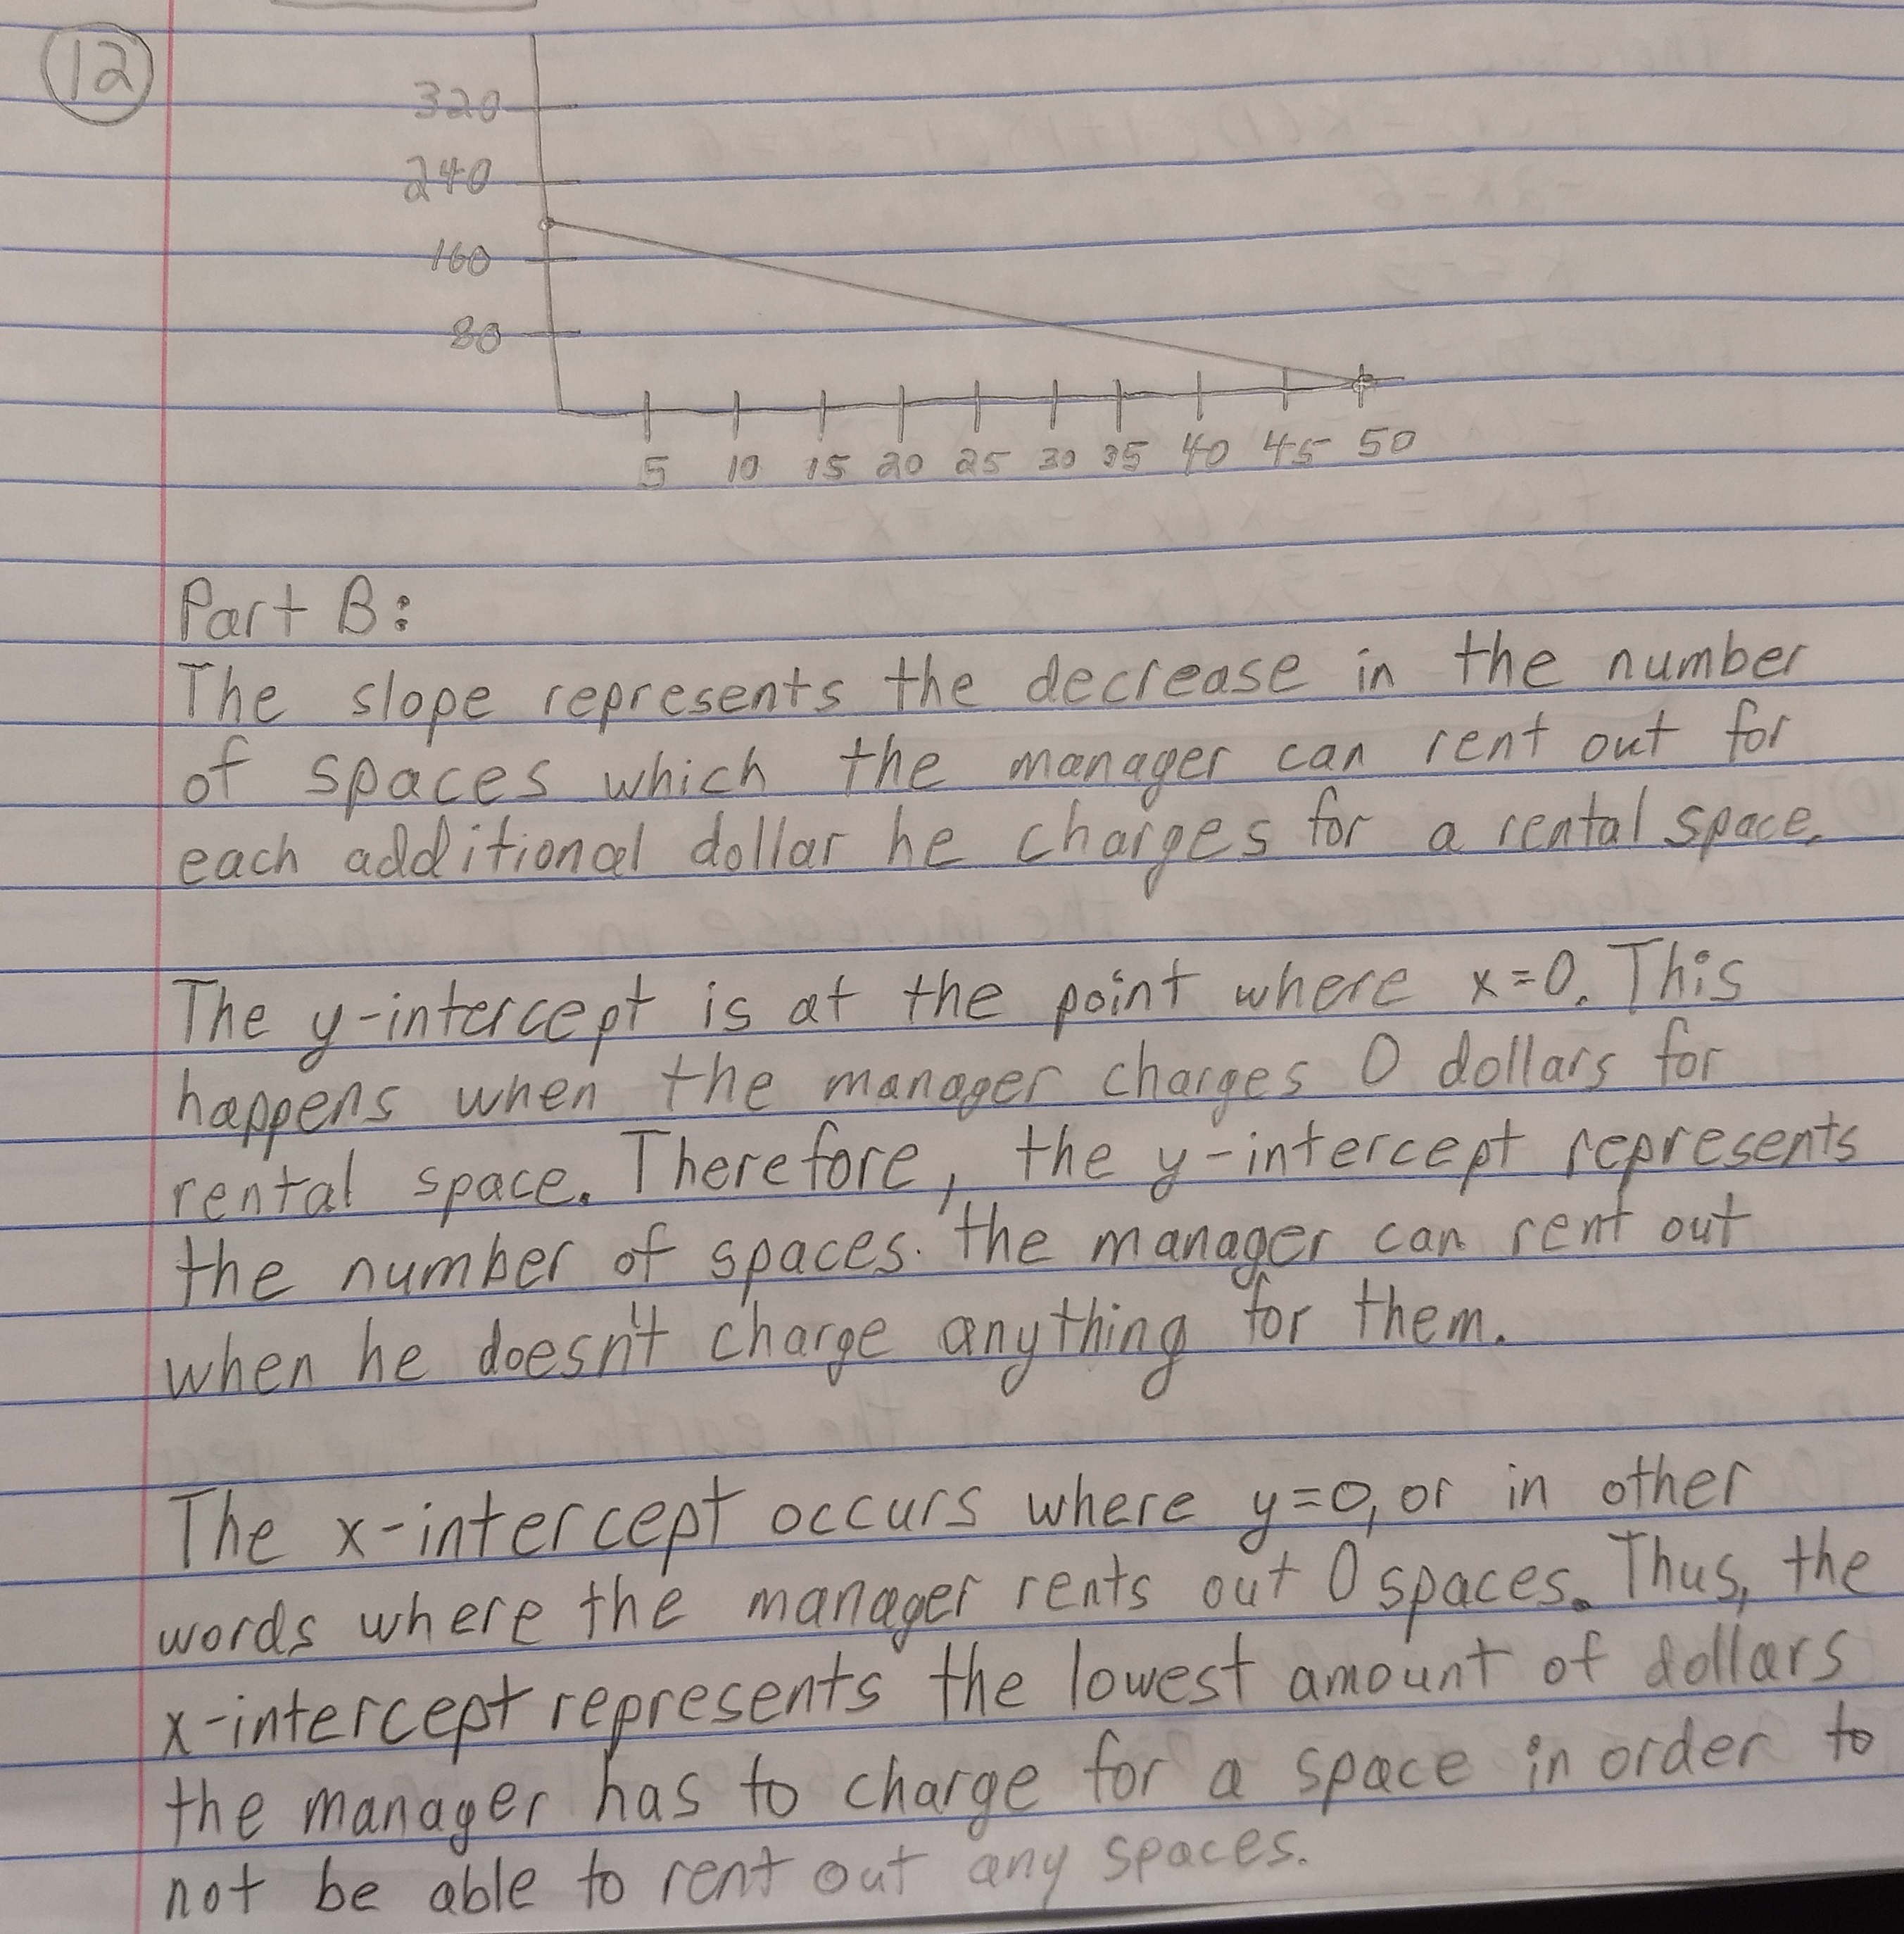 12
320
240
160
80
5 10 15 20 25 30 35 40 45 50
Part B:
The slope represents the decrease in the number
of spaces which the manager can rent out for
each additional dollar he charges for a rental space.
The y-intercept is at the point where x=0. This
happens when the manager charges 0 dollars for
rental space. Therefore, the y-intercept represents
the number of spaces the manager can rent out
when he doesn't charge anything for them.
The x-intercept occurs where y=0, or in other
words where the manager rents out 0 spaces. Thus, the
x-intercept represents the lowest amount of dollars
the manager has to charge for a space in order to
not be able to rent out any spaces.